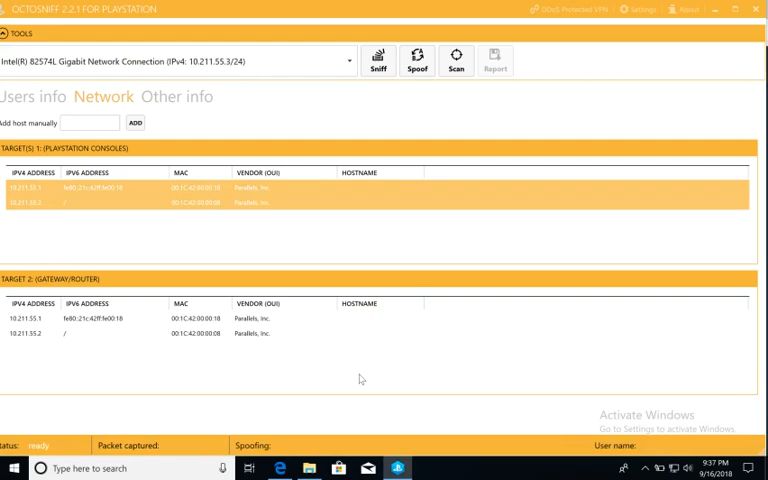 OCTOSNIFF 2.2.1 FOR PLAYSTATION
DDoS Protected VPN Settings About
TOOLS
Intel(R) 82574L Gigabit Network Connection (IPv4: 10.211.55.3/24)
Sniff Spoof Scan Report
Users info Network Other info
Add host manually ADD
TARGET(S) 1: (PLAYSTATION CONSOLES)
IPV4 ADDRESS IPV6 ADDRESS MAC VENDOR (OUI) HOSTNAME
10.211.55.1 fe80::21c:42ff:fe00:18 00:1C:42:00:00:18 Parallels, Inc.
10.211.55.2 / 00:1C:42:00:00:08 Parallels, Inc.
TARGET 2: (GATEWAY/ROUTER)
IPV4 ADDRESS IPV6 ADDRESS MAC VENDOR (OUI) HOSTNAME
10.211.55.1 fe80::21c:42ff:fe00:18 00:1C:42:00:00:18 Parallels, Inc.
10.211.55.2 / 00:1C:42:00:00:08 Parallels, Inc.
Activate Windows
Go to Settings to activate Windows.
tatus: ready Packet captured: Spoofing: User name:
Type here to search
9:37 PM
9/16/2018